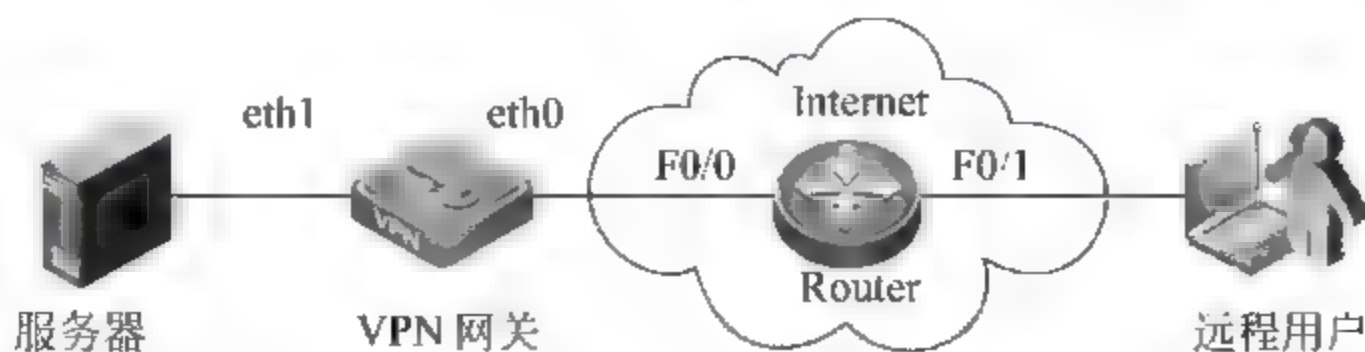 eth1
eth0
Internet
F0/0
F0/1
VPN
Router
服务器
VPN 网关
远程用户